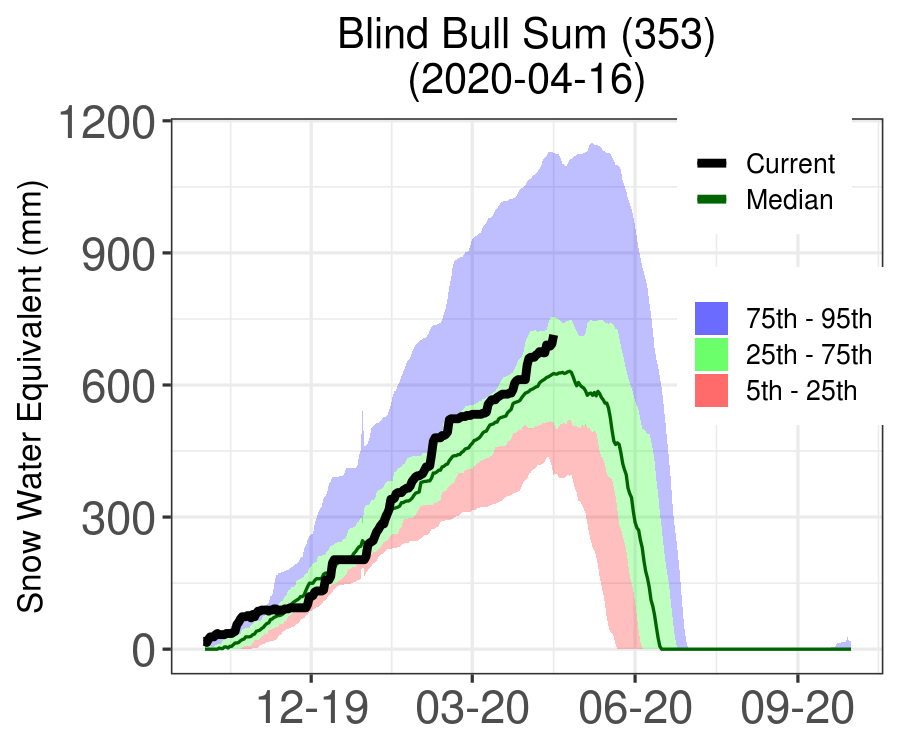 Blind Bull Sum (353)
(2020-04-16)
Snow Water Equivalent (mm)
1200
900
600
300
0
12-19
03-20
06-20
09-20
Current
Median
75th - 95th
25th - 75th
5th - 25th